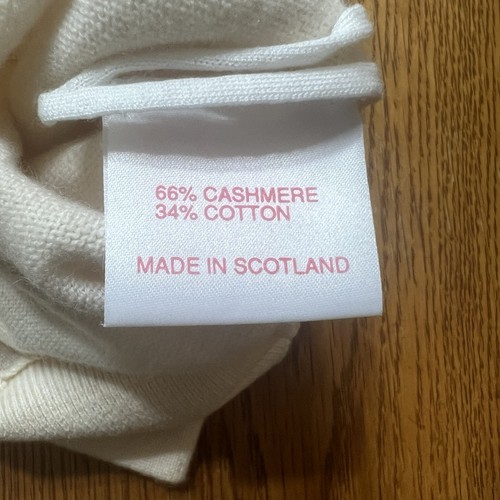 66% CASHMERE
34% COTTON
MADE IN SCOTLAND